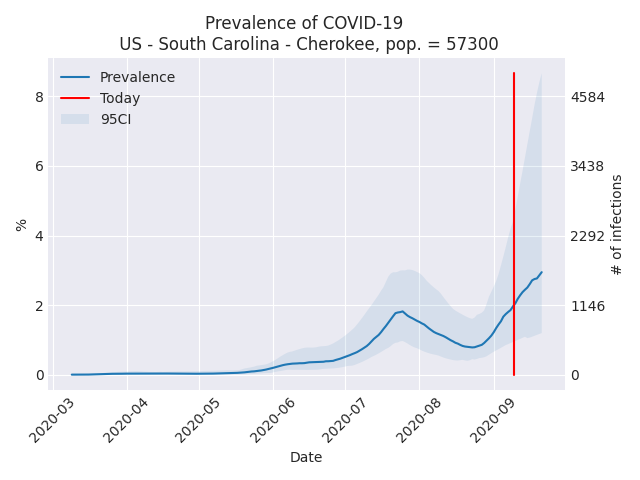 Prevalence of COVID-19
US - South Carolina - Cherokee, pop. = 57300
Prevalence
Today
95CI
8
6
4
2
0
%
4584
3438
2292
1146
0
# of infections
2020-03
2020-04
2020-05
2020-06
2020-07
2020-08
2020-09
Date